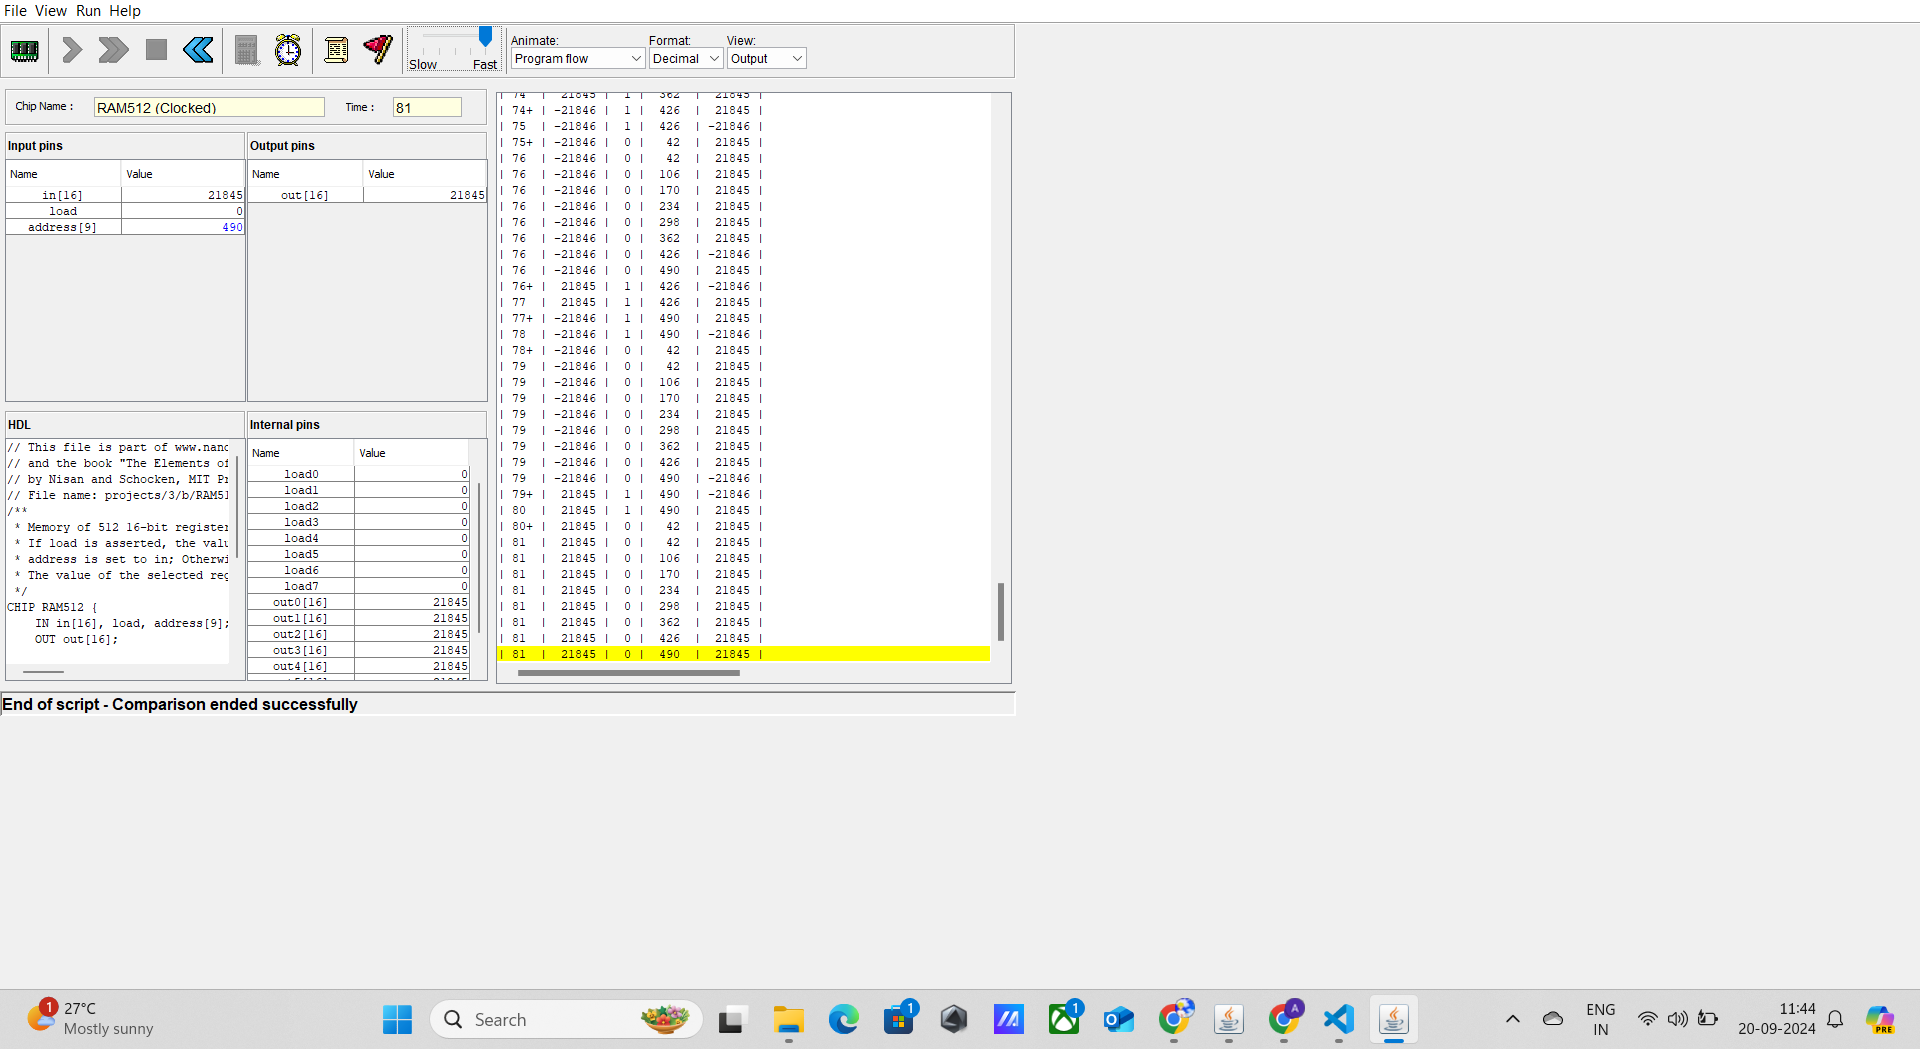 File View Run Help
Slow Fast
Animate:
Program flow
Format:
Decimal
View:
Output
Chip Name : RAM512 (Clocked) Time : 81
Input pins
Name Value
in[16] 21845
load 0
address[9] 490
Output pins
Name Value
out[16] 21845
HDL
// This file is part of www.nand
// and the book "The Elements of
// by Nisan and Schocken, MIT Pr
// File name: projects/3/b/RAM51
/**
* Memory of 512 16-bit register
* If load is asserted, the valu
* address is set to in; Otherwi
* The value of the selected reg
*/
CHIP RAM512 {
IN in[16], load, address[9];
OUT out[16];
Internal pins
Name Value
load0 0
load1 0
load2 0
load3 0
load4 0
load5 0
load6 0
load7 0
out0[16] 21845
out1[16] 21845
out2[16] 21845
out3[16] 21845
out4[16] 21845
| 74 | 21845 | 1 | 362 | 21845 |
| 74+ | -21846 | 1 | 426 | 21845 |
| 75 | -21846 | 1 | 426 | -21846 |
| 75+ | -21846 | 0 | 42 | 21845 |
| 76 | -21846 | 0 | 42 | 21845 |
| 76 | -21846 | 0 | 106 | 21845 |
| 76 | -21846 | 0 | 170 | 21845 |
| 76 | -21846 | 0 | 234 | 21845 |
| 76 | -21846 | 0 | 298 | 21845 |
| 76 | -21846 | 0 | 362 | 21845 |
| 76 | -21846 | 0 | 426 | -21846 |
| 76 | -21846 | 0 | 490 | 21845 |
| 76+ | 21845 | 1 | 426 | -21846 |
| 77 | 21845 | 1 | 426 | 21845 |
| 77+ | -21846 | 1 | 490 | 21845 |
| 78 | -21846 | 1 | 490 | -21846 |
| 78+ | -21846 | 0 | 42 | 21845 |
| 79 | -21846 | 0 | 42 | 21845 |
| 79 | -21846 | 0 | 106 | 21845 |
| 79 | -21846 | 0 | 170 | 21845 |
| 79 | -21846 | 0 | 234 | 21845 |
| 79 | -21846 | 0 | 298 | 21845 |
| 79 | -21846 | 0 | 362 | 21845 |
| 79 | -21846 | 0 | 426 | 21845 |
| 79 | -21846 | 0 | 490 | -21846 |
| 79+ | 21845 | 1 | 490 | -21846 |
| 80 | 21845 | 1 | 490 | 21845 |
| 80+ | 21845 | 0 | 42 | 21845 |
| 81 | 21845 | 0 | 42 | 21845 |
| 81 | 21845 | 0 | 106 | 21845 |
| 81 | 21845 | 0 | 170 | 21845 |
| 81 | 21845 | 0 | 234 | 21845 |
| 81 | 21845 | 0 | 298 | 21845 |
| 81 | 21845 | 0 | 362 | 21845 |
| 81 | 21845 | 0 | 426 | 21845 |
| 81 | 21845 | 0 | 490 | 21845 |
End of script - Comparison ended successfully
1
27°C
Mostly sunny
Search
1
1
A
ENG
IN
11:44
20-09-2024
PRE